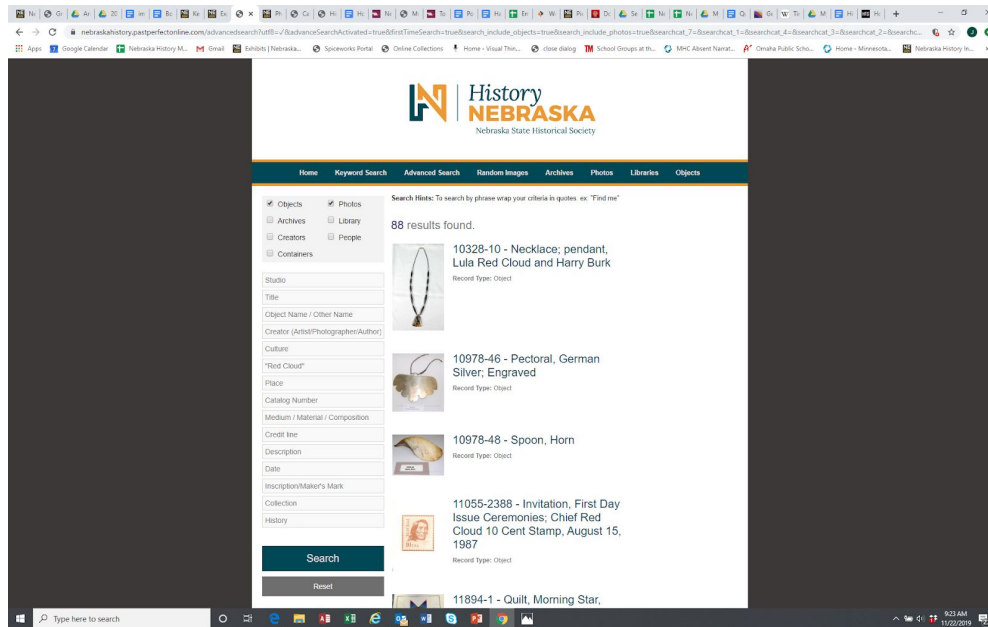 nebraskahistory.pastperfectonline.com/advancedsearch?utf8=✓&advanceSearchActivated=true&firstTimeSearch=true&search_include_objects=true&search_include_photos=true&searchcat_7=&searchcat_1=&searchcat_4=&searchcat_3=&searchcat_2=&searchc...
Apps Google Calendar Nebraska History M... Gmail Exhibits | Nebraska... Spiceworks Portal Online Collections Home - Visual Thin... close dialog School Groups at th... MHC Absent Narrat... Omaha Public Scho... Home - Minnesota... Nebraska History In...
History
NEBRASKA
Nebraska State Historical Society
Home Keyword Search Advanced Search Random Images Archives Photos Libraries Objects
Objects Photos
Archives Library
Creators People
Containers
Studio
Title
Object Name / Other Name
Creator (Artist/Photographer/Author)
Culture
"Red Cloud"
Place
Catalog Number
Medium / Material / Composition
Credit line
Description
Date
Inscription/Maker's Mark
Collection
History
Search
Reset
Search Hints: To search by phrase wrap your criteria in quotes. ex: "Find me"
88 results found.
10328-10 - Necklace; pendant,
Lula Red Cloud and Harry Burk
Record Type: Object
10978-46 - Pectoral, German
Silver; Engraved
Record Type: Object
10978-48 - Spoon, Horn
Record Type: Object
11055-2388 - Invitation, First Day
Issue Ceremonies; Chief Red
Cloud 10 Cent Stamp, August 15,
1987
Record Type: Object
11894-1 - Quilt, Morning Star,
Type here to search
9:23 AM
11/22/2019